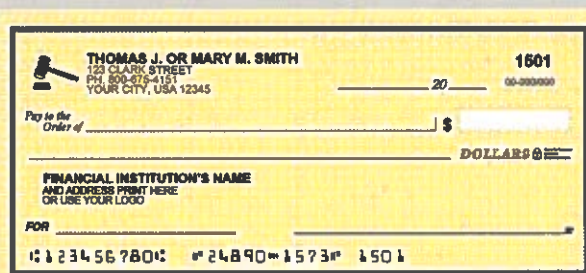 THOMAS J. OR MARY M. SMITH 1601
123 CLARK STREET
PH. 800-675-4151
YOUR CITY, USA 12345
20 00-000/000
Pay to the
Order of $
DOLLARS
FINANCIAL INSTITUTION'S NAME
AND ADDRESS PRINT HERE
OR USE YOUR LOGO
FOR
⑆123456780⑆ ⑈24890⑉1573⑈ 1501